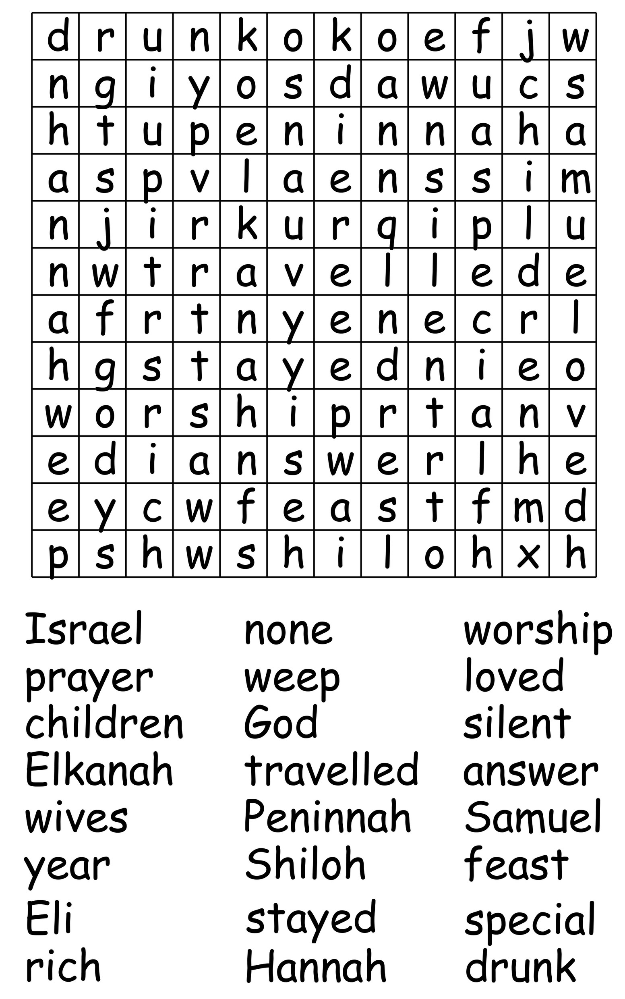 d r u n k o k o e f j w
n g i y o s d a w u c s
h t u p e n i n n a h a
a s p v l a e n s s i m
n j i r k u r q i p l u
n w t r a v e l l e d e
a f r t n y e n e c r l
h g s t a y e d n i e o
w o r s h i p r t a n v
e d i a n s w e r l h e
e y c w f e a s t f m d
p s h w s h i l o h x h
Israel none worship
prayer weep loved
children God silent
Elkanah travelled answer
wives Peninnah Samuel
year Shiloh feast
Eli stayed special
rich Hannah drunk